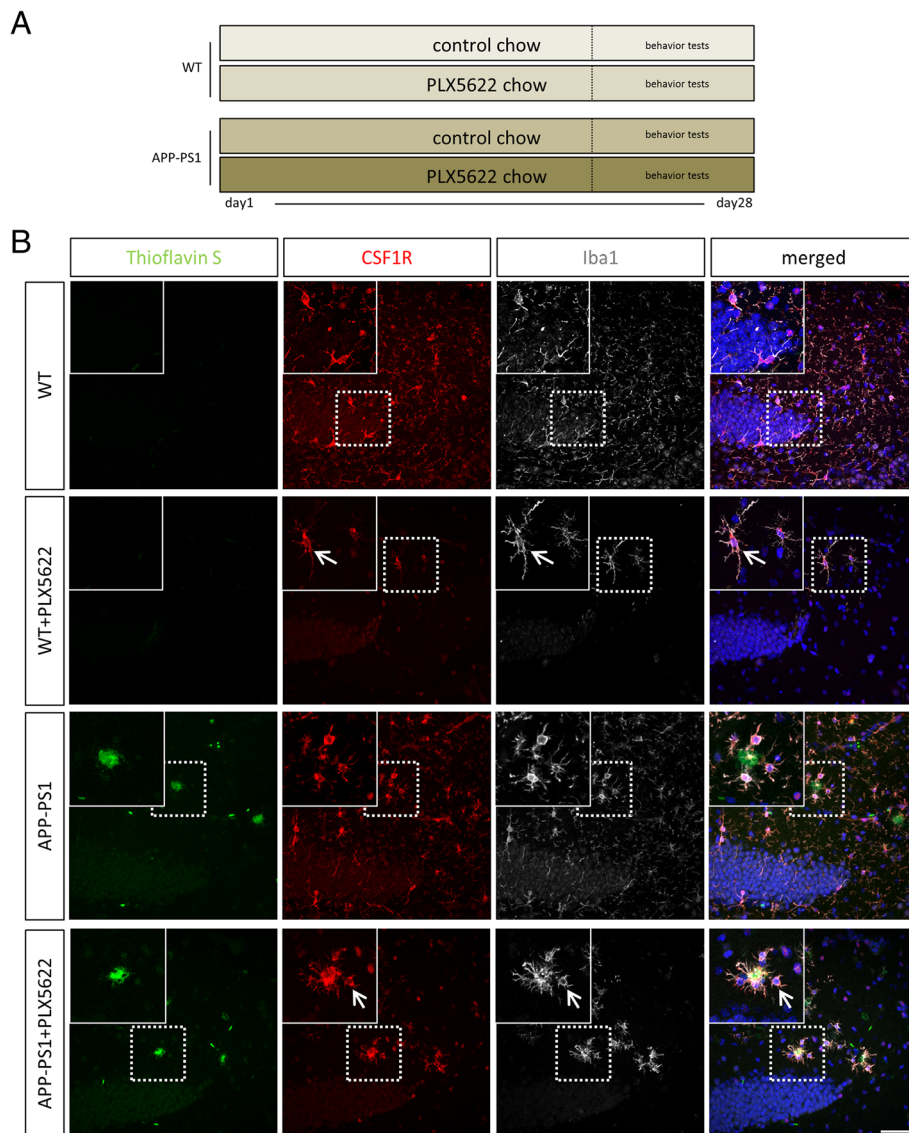 A
WT
control chow
behavior tests
PLX5622 chow
behavior tests
APP-PS1
control chow
behavior tests
PLX5622 chow
behavior tests
day1
day28
B
Thioflavin S
CSF1R
Iba1
merged
WT
WT+PLX5622
APP-PS1
APP-PS1+PLX5622